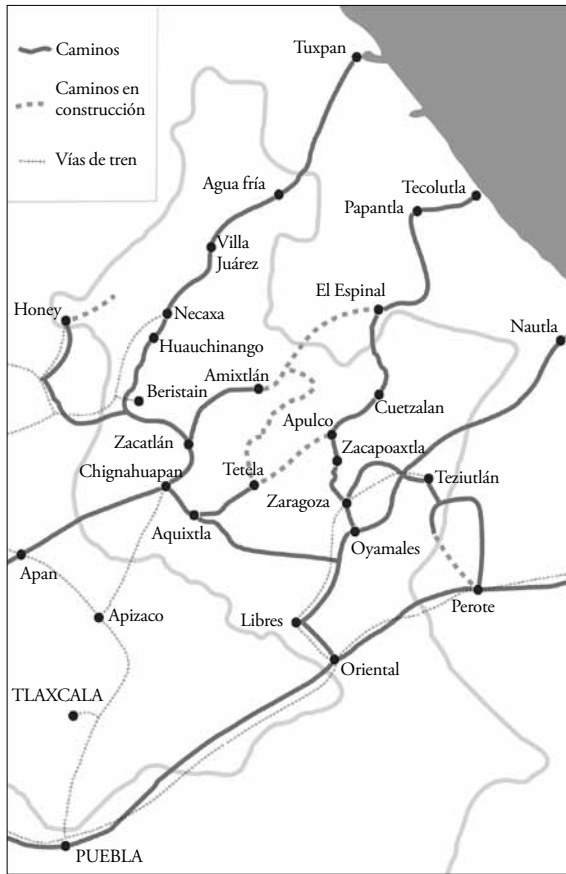 Caminos
Caminos en
construcción
Vías de tren
Tuxpan
Agua fría
Tecolutla
Papantla
Villa
Juárez
Honey
Necaxa
El Espinal
Nautla
Huauchinango
Beristain
Amixtlán
Cuetzalan
Apulco
Zacatlán
Zacapoaxtla
Chignahuapan
Tetela
Teziutlán
Zaragoza
Aquixtla
Oyamales
Apan
Perote
Apizaco
Libres
Oriental
TLAXCALA
PUEBLA